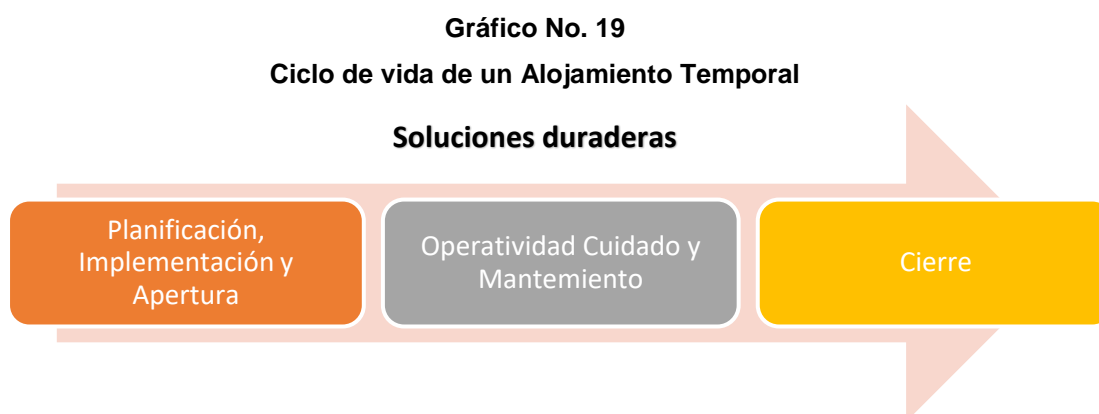 Gráfico No. 19
Ciclo de vida de un Alojamiento Temporal
Soluciones duraderas
Planificación,
Implementación y
Apertura
Operatividad Cuidado y
Mantemiento
Cierre